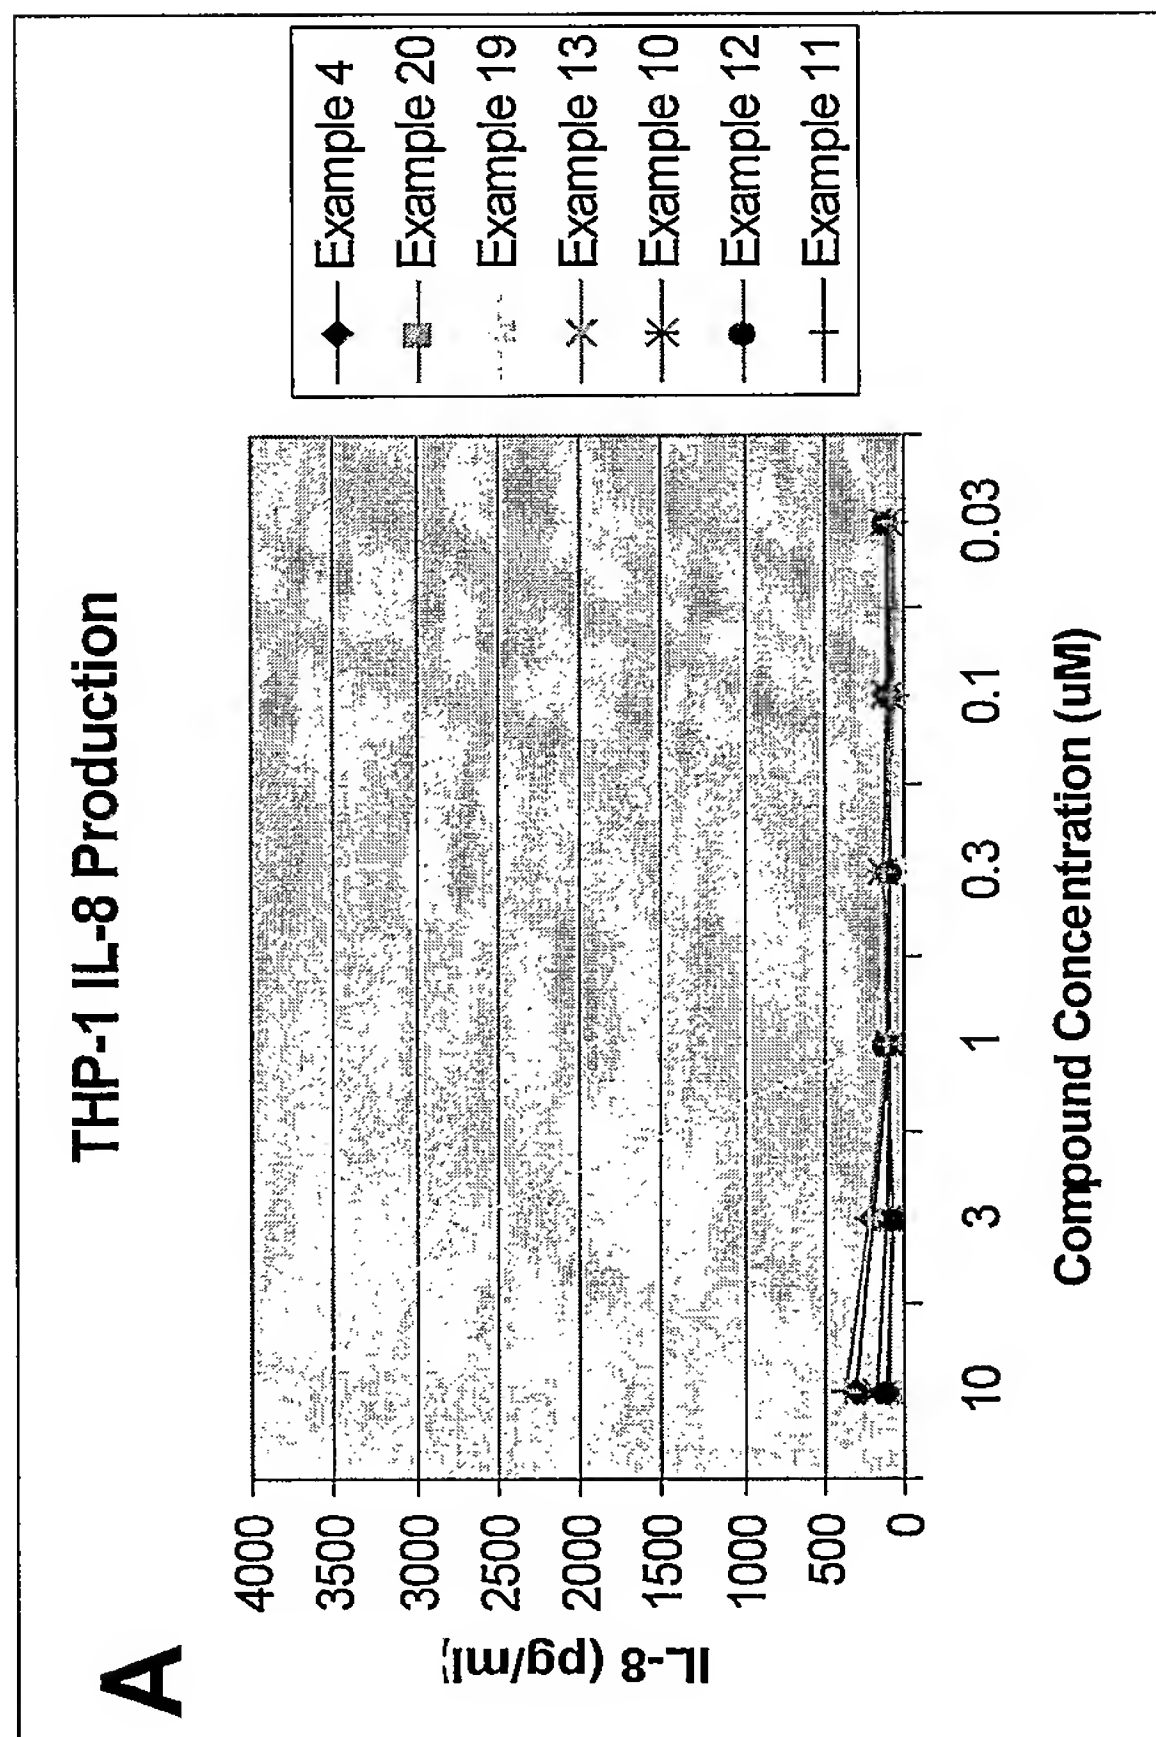 A
THP-1 IL-8 Production
IL-8 (pg/ml)
4000
3500
3000
2500
2000
1500
1000
500
0
10
3
1
0.3
0.1
0.03
Compound Concentration (uM)
Example 4
Example 20
Example 19
Example 13
Example 10
Example 12
Example 11